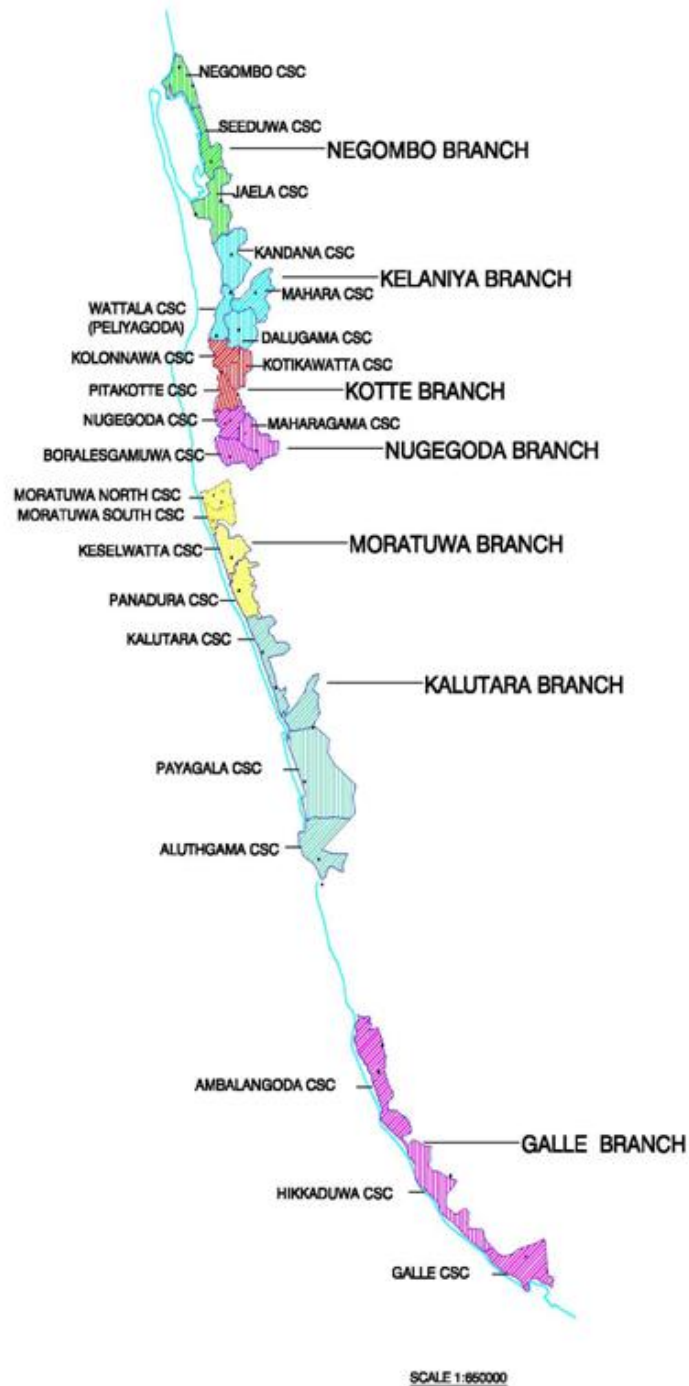 NEGOMBO CSC
SEEDUWA CSC
NEGOMBO BRANCH
JAELA CSC
KANDANA CSC
KELANIYA BRANCH
MAHARA CSC
WATTALA CSC
(PELIYAGODA)
DALUGAMA CSC
KOLONNAWA CSC
KOTIKAWATTA CSC
PITAKOTTE CSC
KOTTE BRANCH
NUGEGODA CSC
MAHARAGAMA CSC
BORALESGAMUWA CSC
NUGEGODA BRANCH
MORATUWA NORTH CSC
MORATUWA SOUTH CSC
MORATUWA BRANCH
KESELWATTA CSC
PANADURA CSC
KALUTARA CSC
KALUTARA BRANCH
PAYAGALA CSC
ALUTHGAMA CSC
AMBALANGODA CSC
GALLE BRANCH
HIKKADUWA CSC
GALLE CSC
SCALE 1:650000